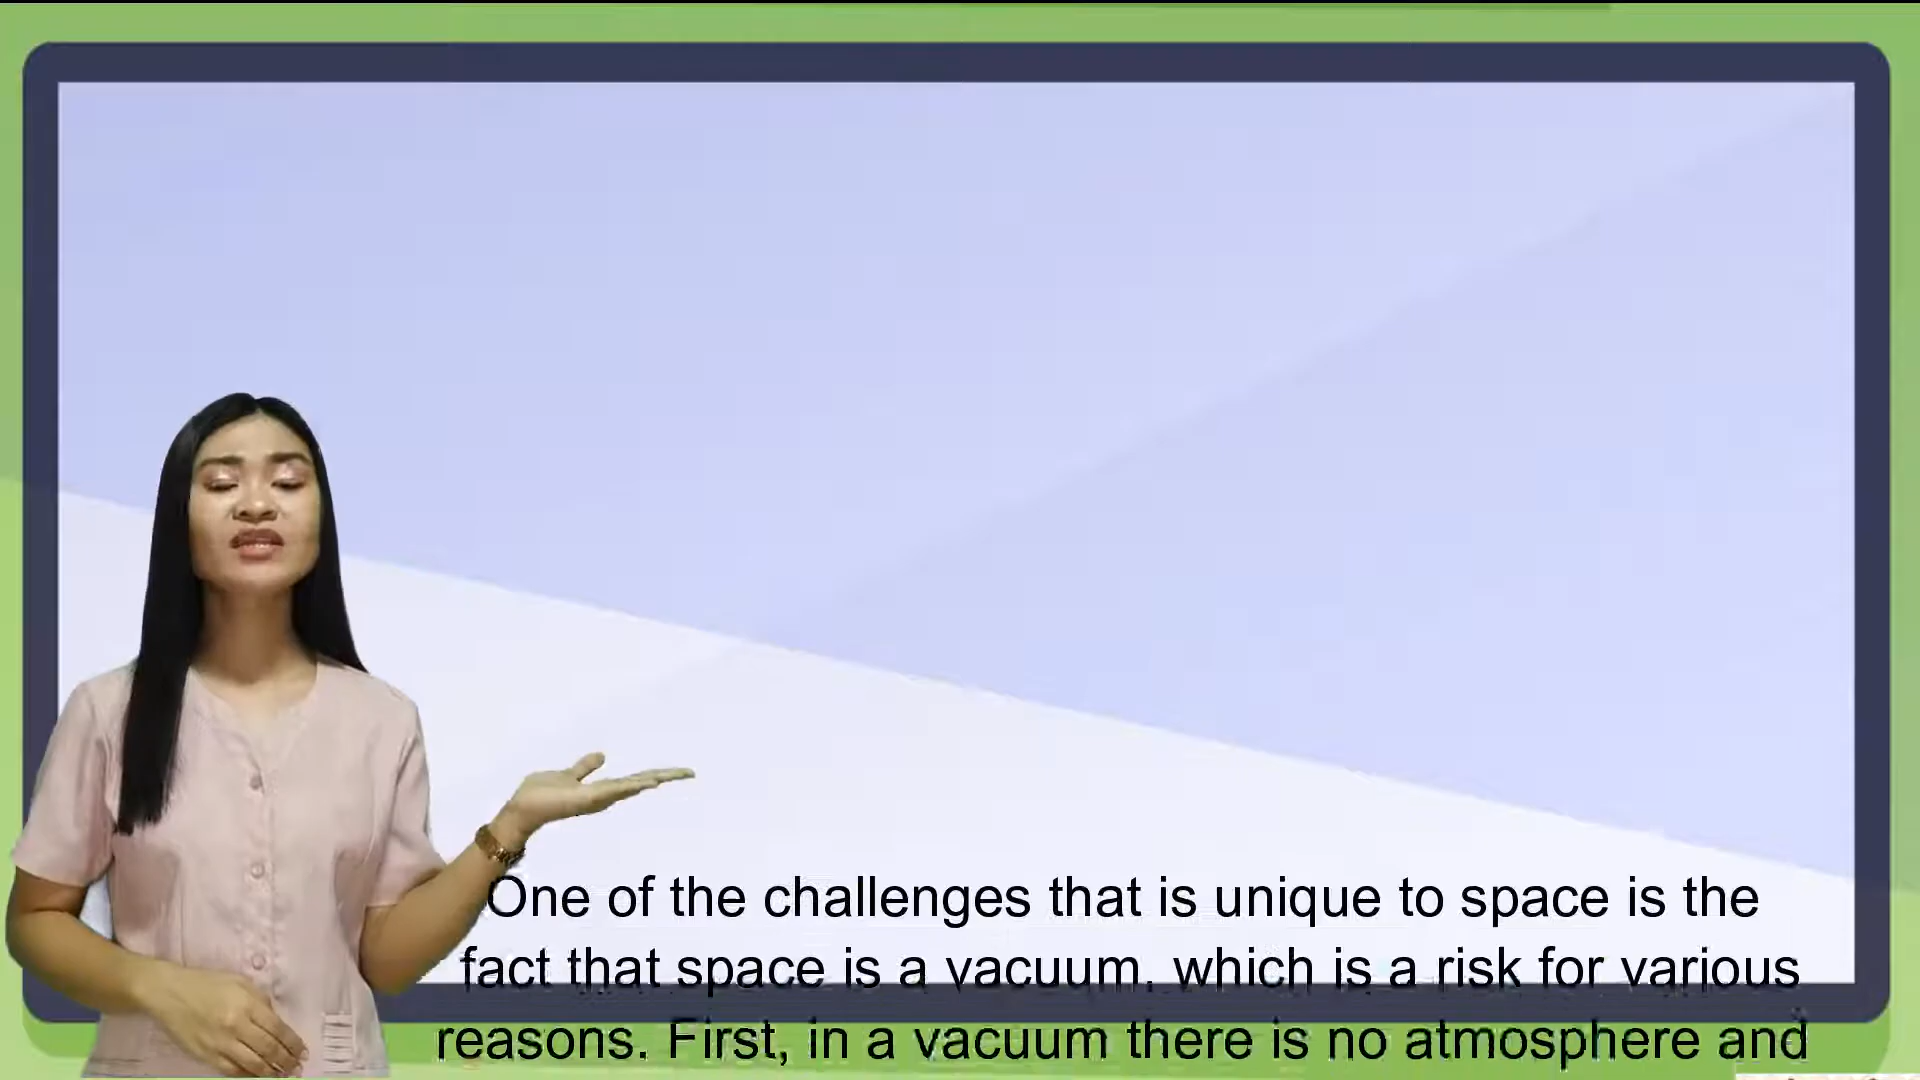 One of the challenges that is unique to space is the
fact that space is a vacuum, which is a risk for various
reasons. First, in a vacuum there is no atmosphere and